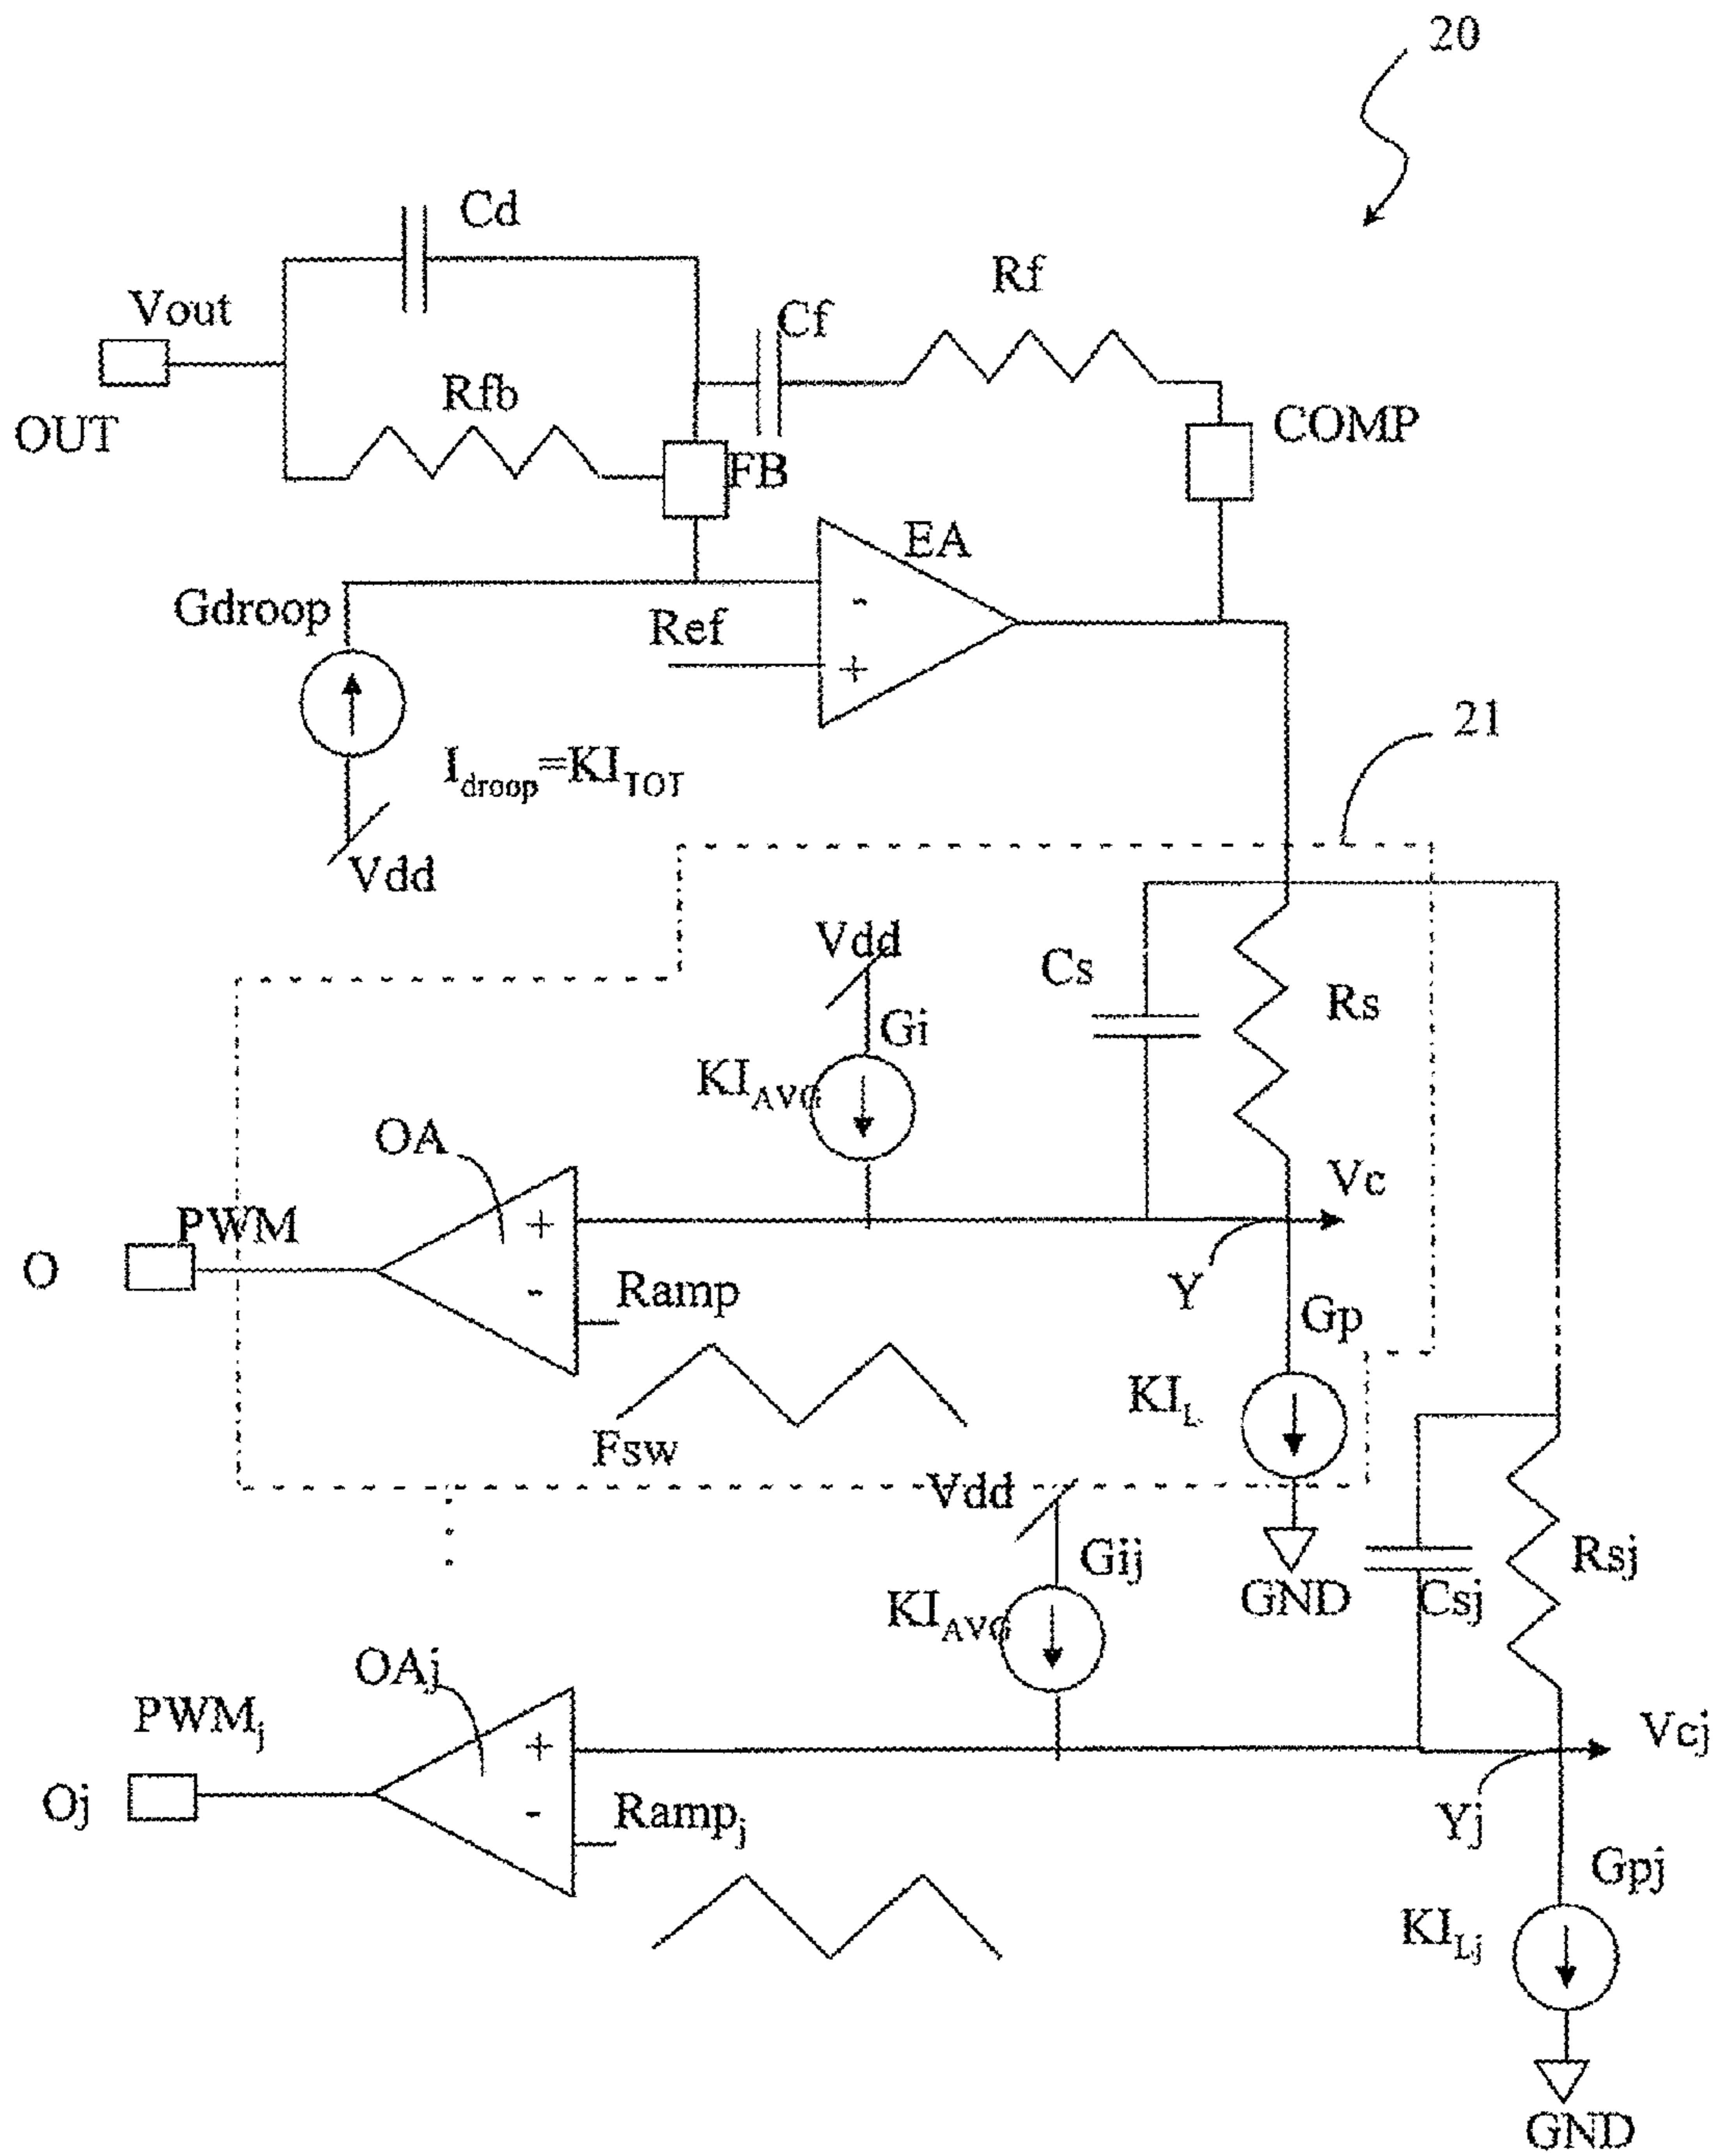 20
Cd
Vout
Cf
Rf
Rfb
OUT
COMP
FB
EA
Gdroop
-
Ref
+
21
Idroop=KITOT
Vdd
Vdd
Cs
Rs
Gi
KIAVG
OA
Vc
PWM
+
O
-
Ramp
Y
Gp
KIL
Fsw
Vdd
Gij
Rsj
GND
Csj
KIAVG
OAj
PWMj
+
Vcj
Oj
-
Rampj
Yj
Gpj
KILj
GND